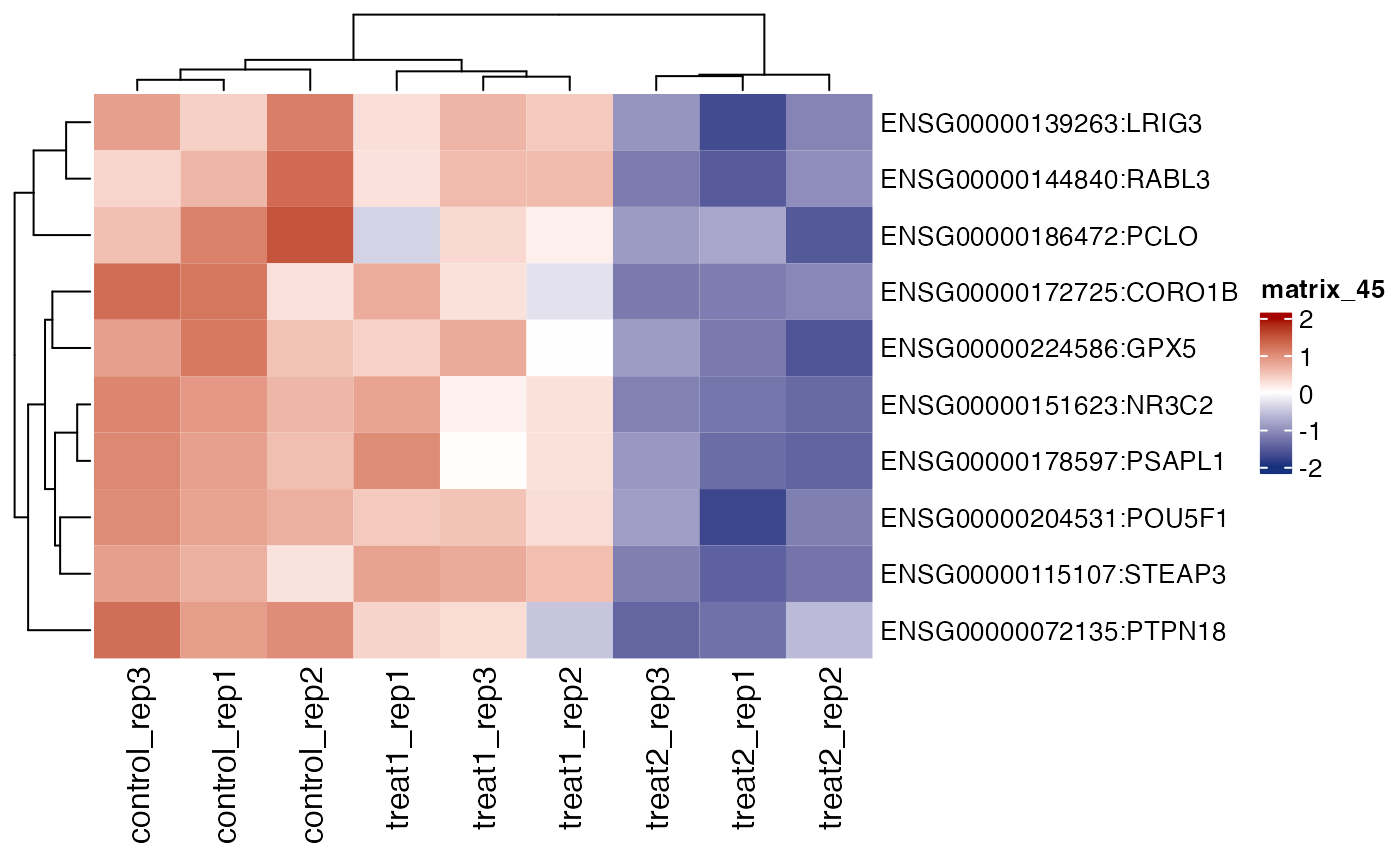 ENSG00000139263:LRIG3
ENSG00000144840:RABL3
ENSG00000186472:PCLO
ENSG00000172725:CORO1B
ENSG00000224586:GPX5
ENSG00000151623:NR3C2
ENSG00000178597:PSAPL1
ENSG00000204531:POU5F1
ENSG00000115107:STEAP3
ENSG00000072135:PTPN18
matrix_45
2
1
0
-1
-2
control_rep3
control_rep1
control_rep2
treat1_rep1
treat1_rep3
treat1_rep2
treat2_rep3
treat2_rep1
treat2_rep2